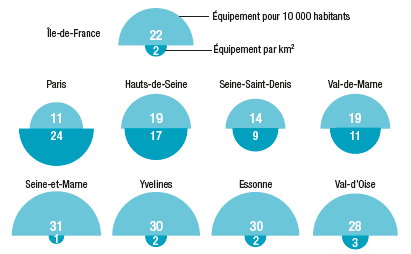 Équipement pour 10 000 habitants
Île-de-France
22
2
Équipement par km²
Paris Hauts-de-Seine Seine-Saint-Denis Val-de-Marne
11 19 14 19
24 17 9 11
Seine-et-Marne Yvelines Essonne Val-d'Oise
31 30 30 28
1 2 2 3